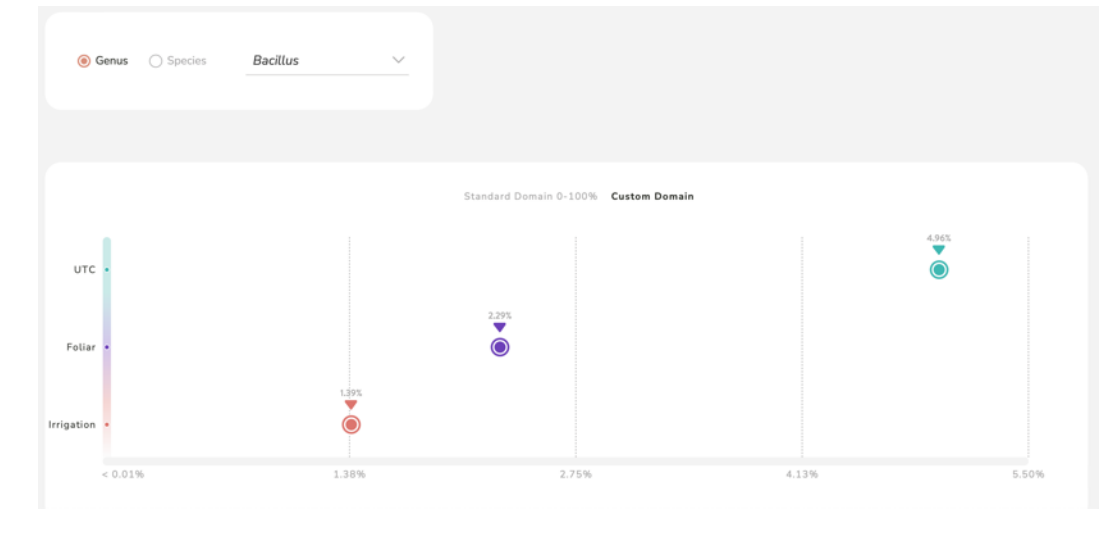 Genus Species Bacillus
Standard Domain 0-100% Custom Domain
4.96%
UTC
2.29%
Foliar
1.39%
Irrigation
< 0.01% 1.38% 2.75% 4.13% 5.50%